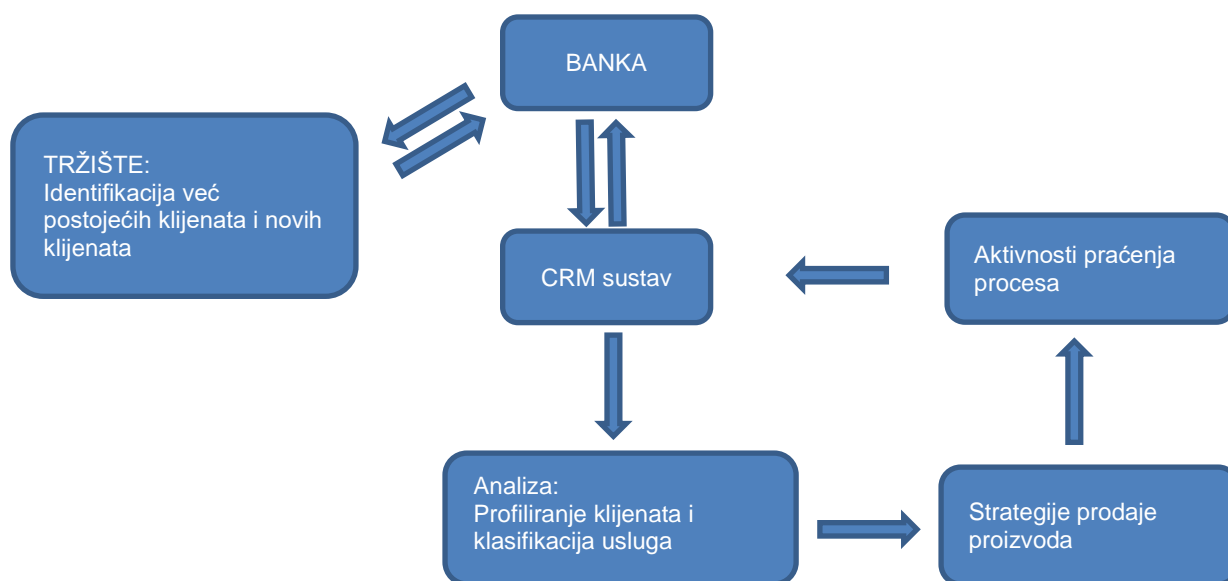 BANKA
TRŽIŠTE:
Identifikacija već
postojećih klijenata i novih
klijenata
CRM sustav
Aktivnosti praćenja
procesa
Analiza:
Profiliranje klijenata i
klasifikacija usluga
Strategije prodaje
proizvoda